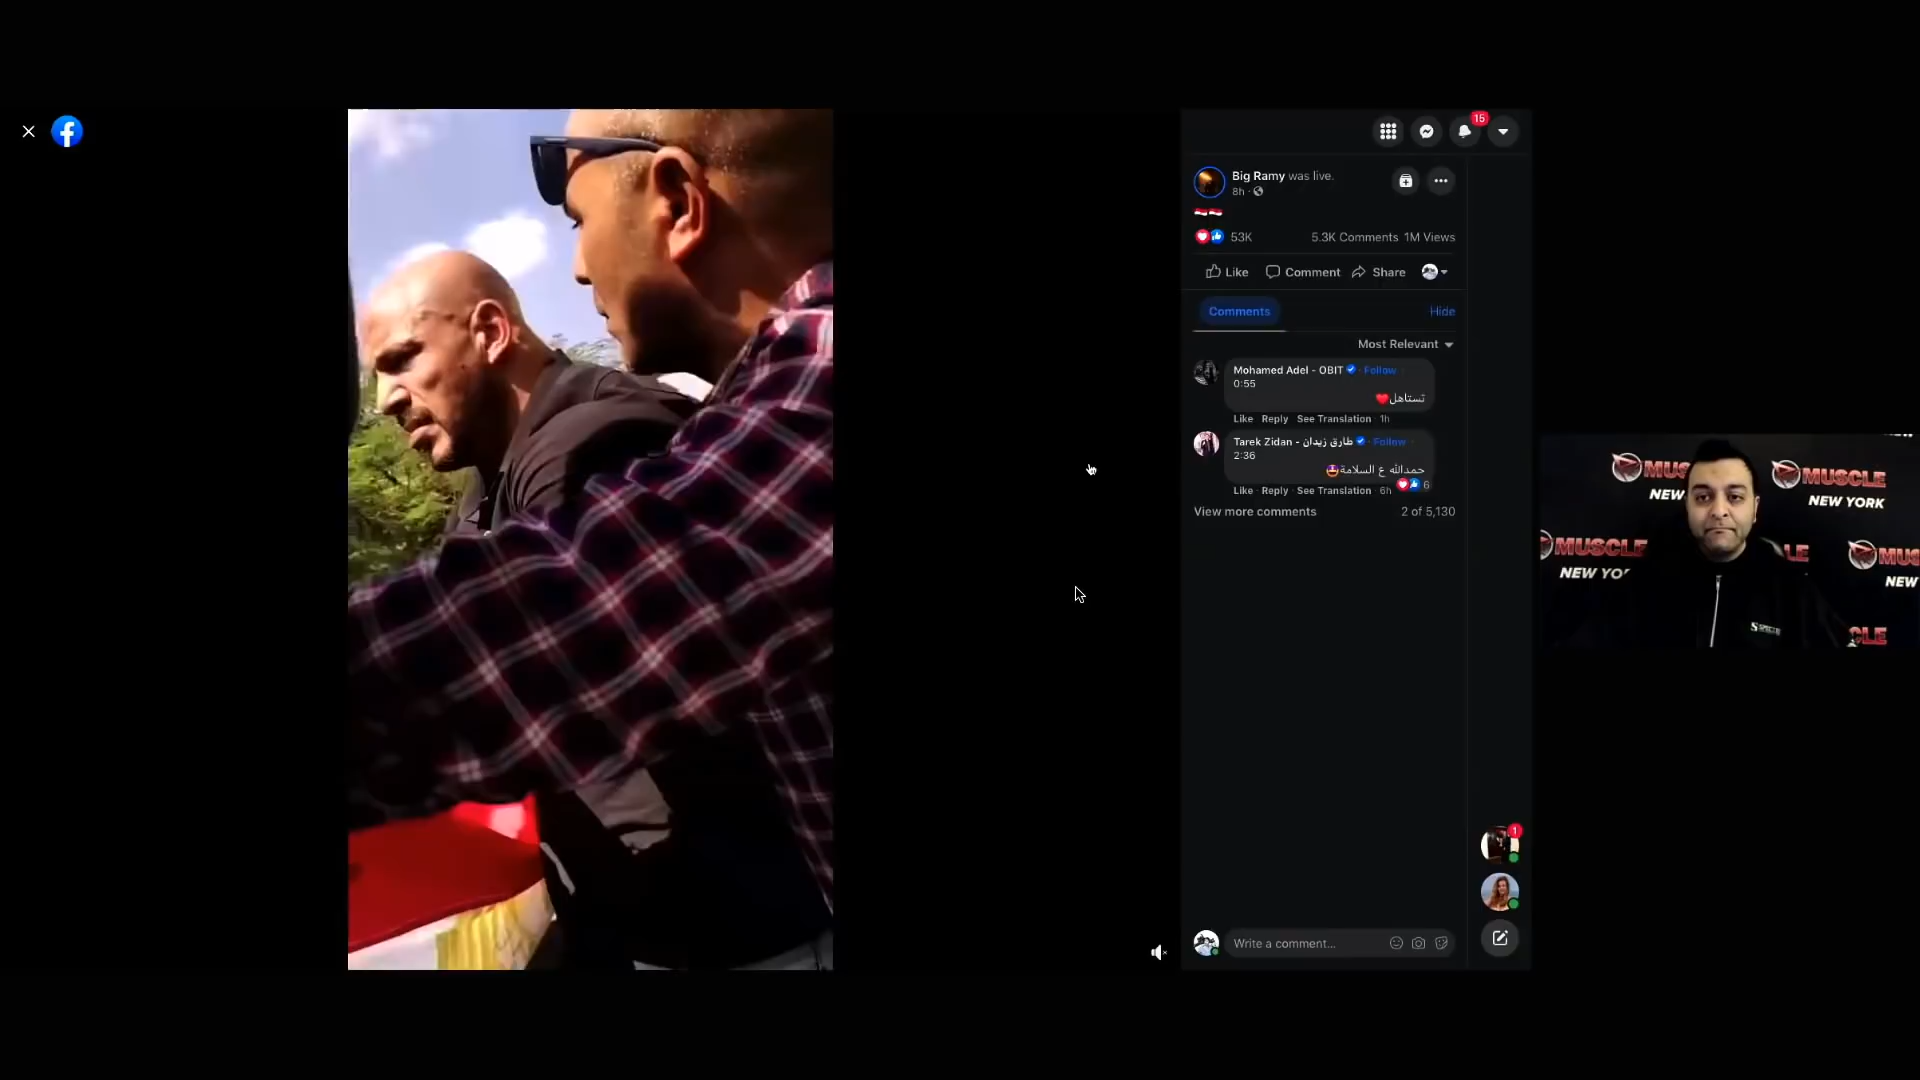 15
Big Ramy was live.
8h
53K
5.3K Comments 1M Views
Like Comment Share
Comments
Hide
Most Relevant
Mohamed Adel - OBIT · Follow
0:55
تستاهل
Like · Reply · See Translation · 1h
Tarek Zidan - طارق زيدان · Follow
2:36
حمدالله ع السلامة
6
Like · Reply · See Translation · 6h
View more comments
2 of 5,130
MUSCLE
NEW YORK
MUSCLE
1
Write a comment...